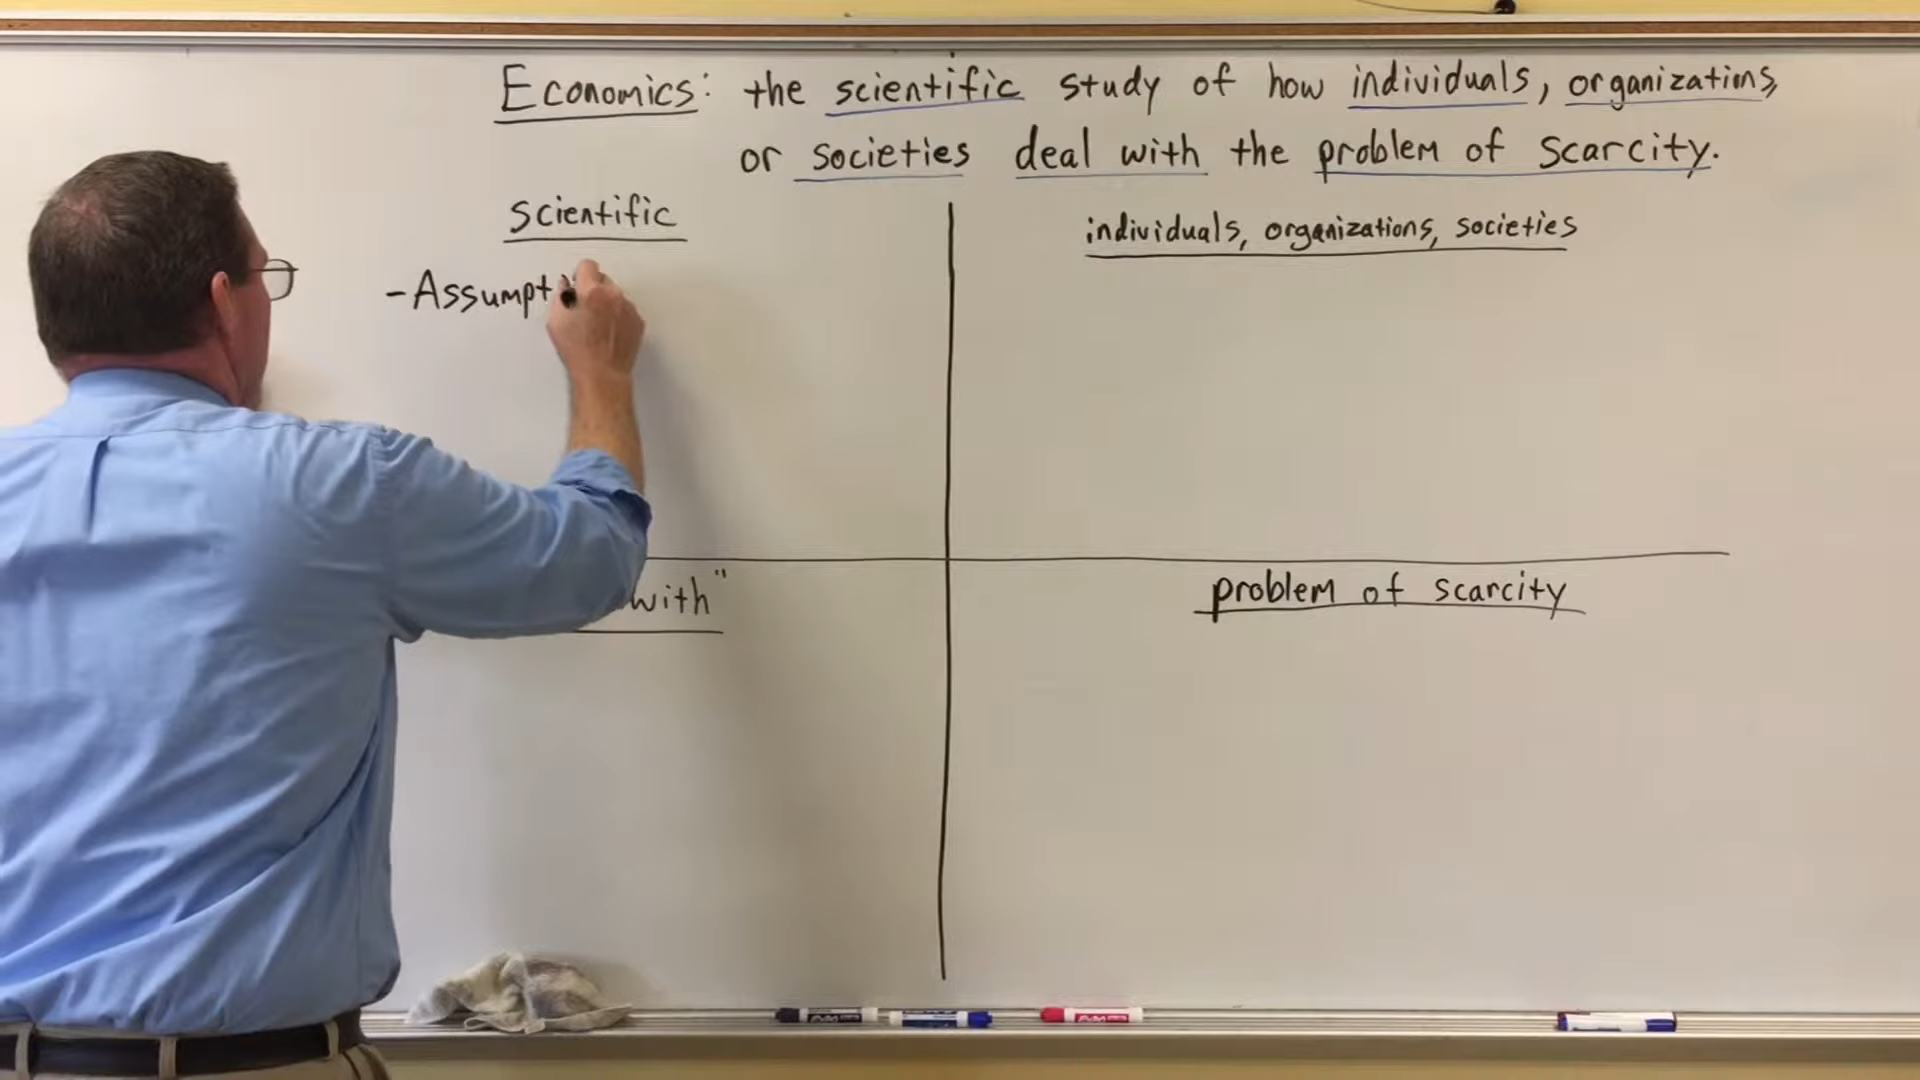 Economics: the scientific study of how individuals, organizations,
or societies deal with the problem of scarcity.
scientific
individuals, organizations, societies
- Assumpt
with"
problem of scarcity